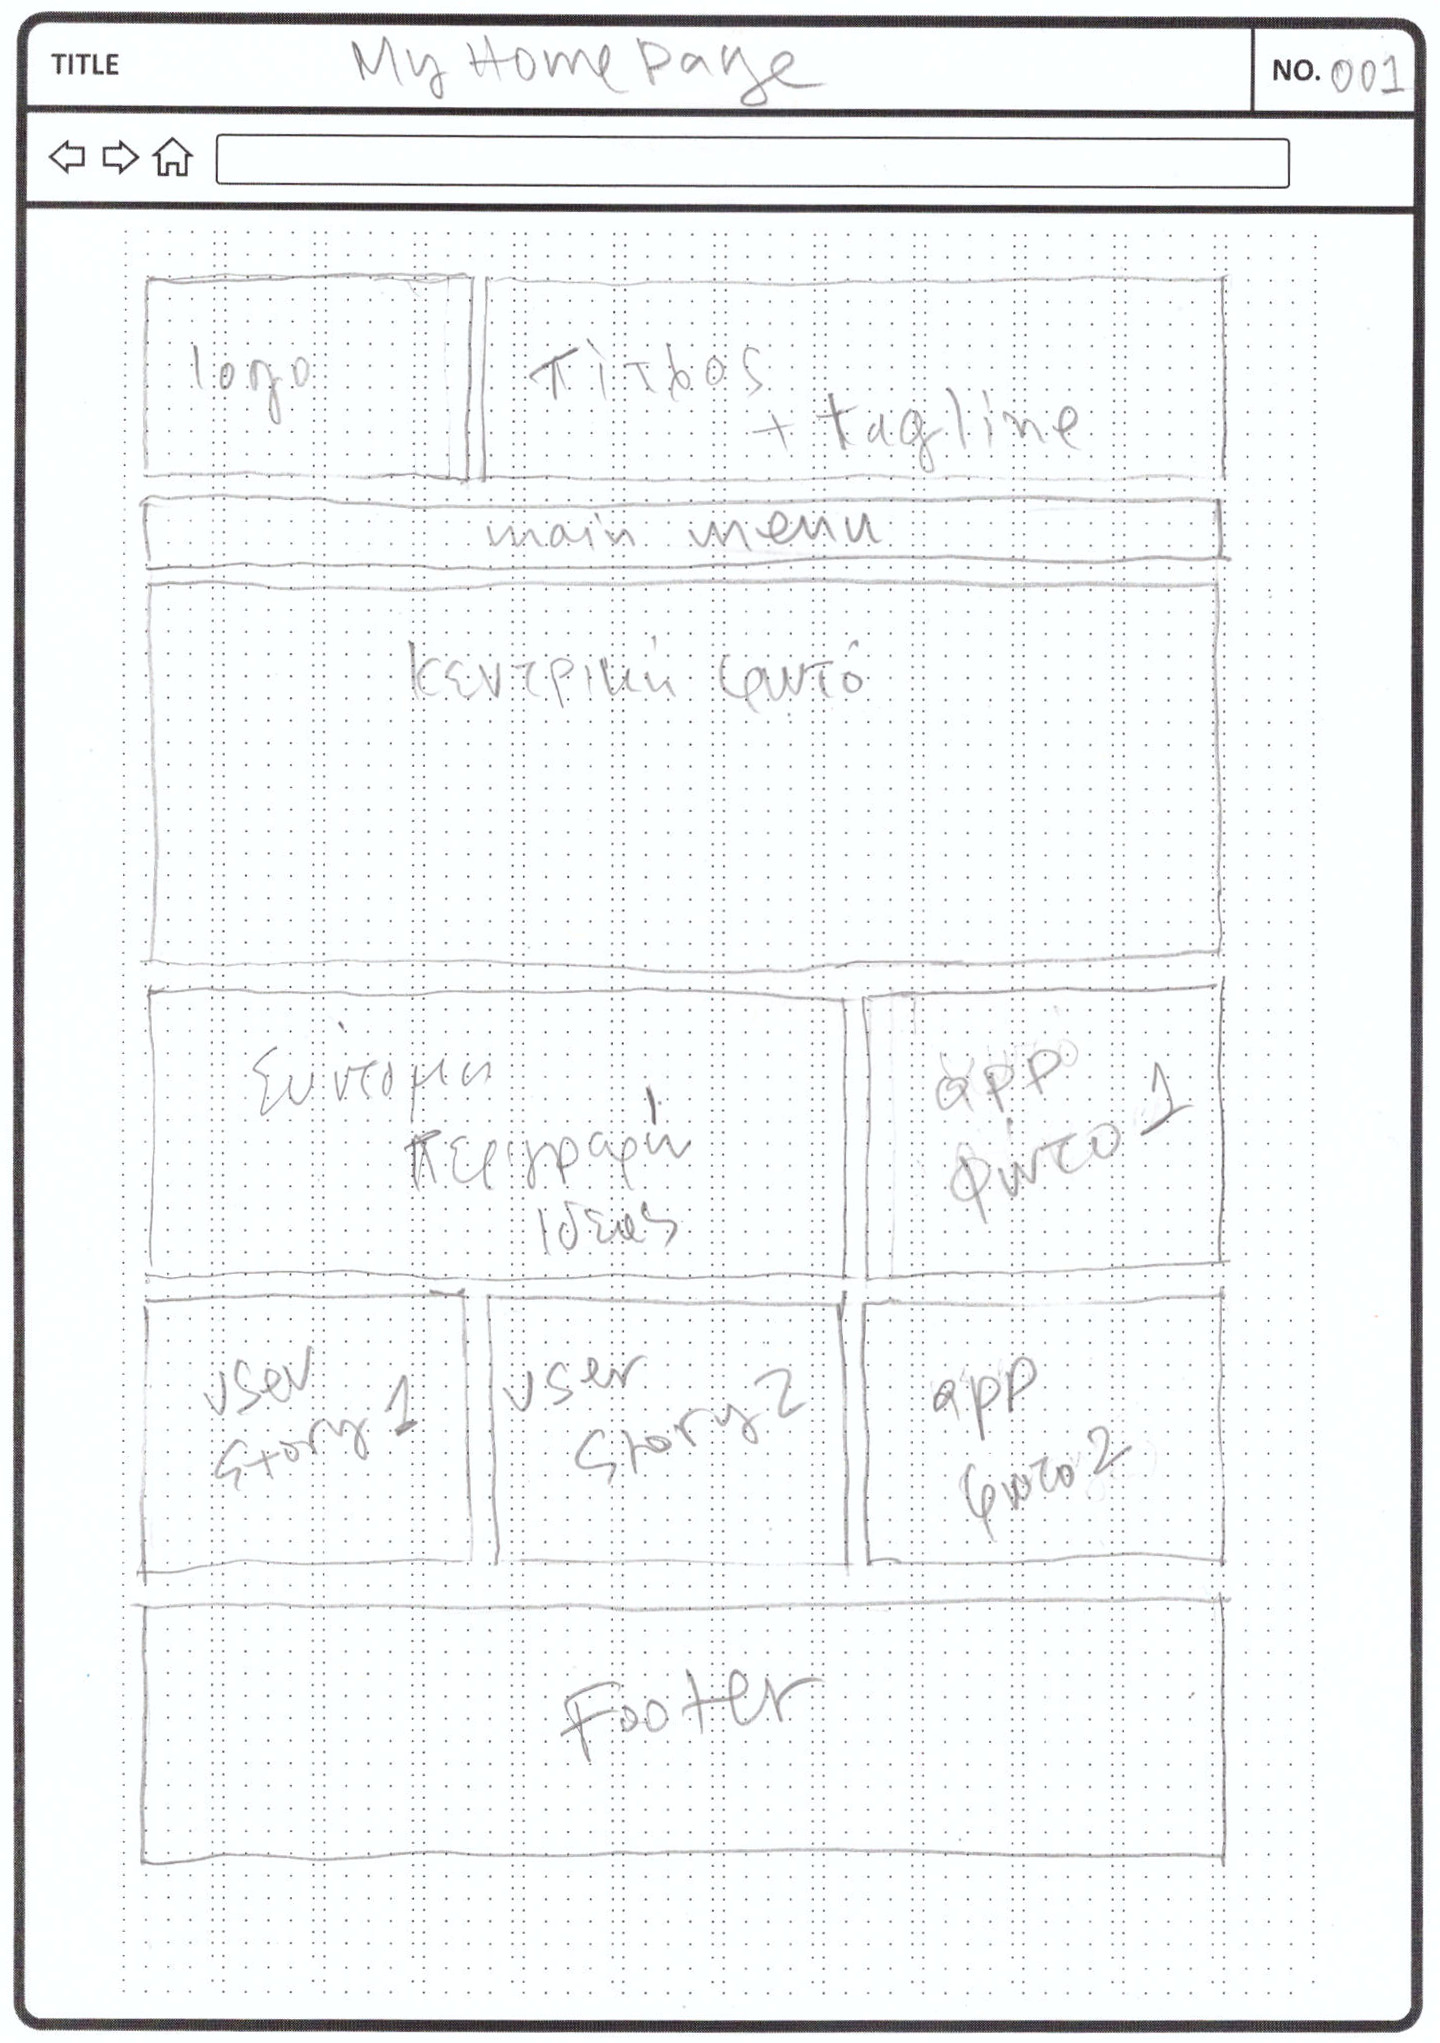 TITLE My Home page NO. 001
logo
τίτλος
+ tagline
main menu
κεντρική φωτό
Σύντομη
περιγραφή
ιδέας
app
φωτο 1
user
story 1
user
story 2
app
φωτο 2
Footer